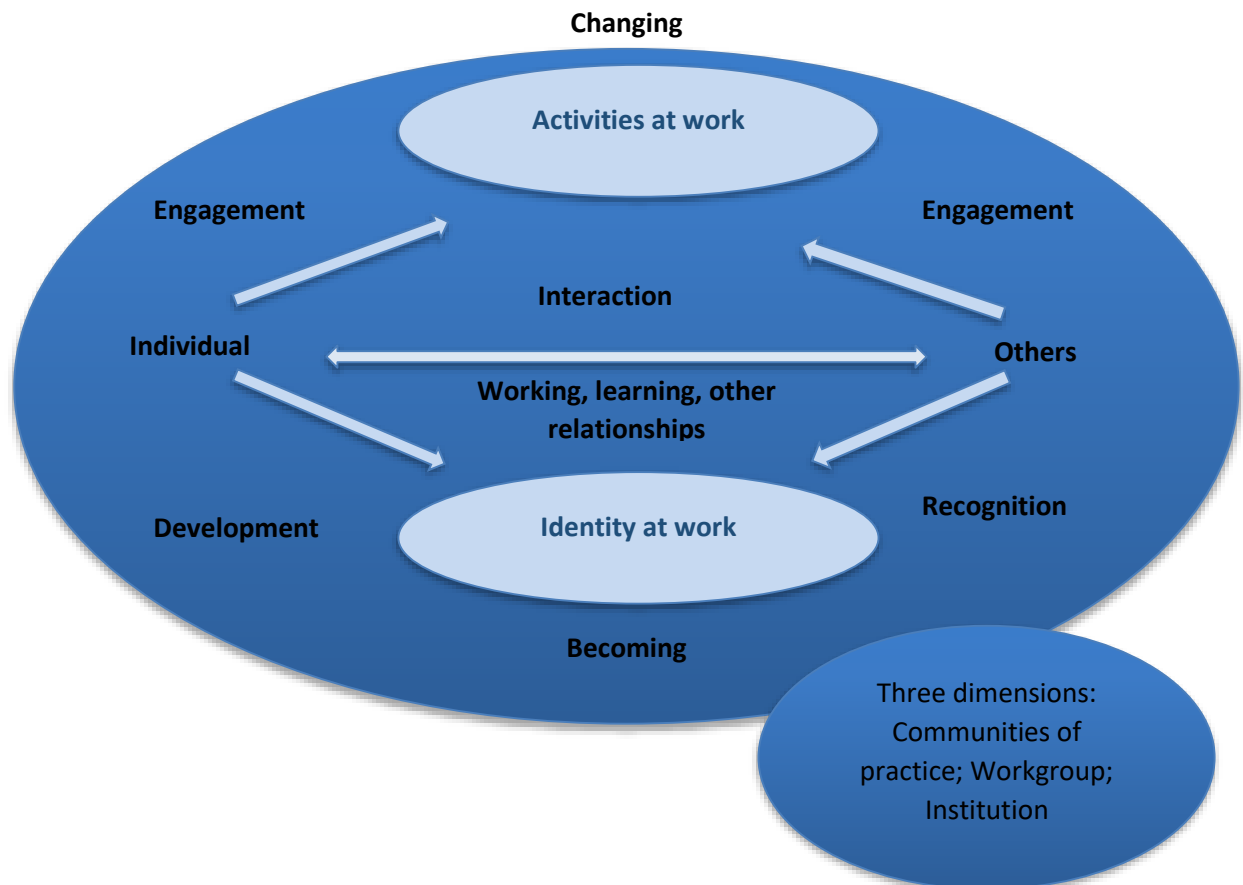 Changing
Activities at work
Engagement
Engagement
Interaction
Individual
Others
Working, learning, other
relationships
Development
Identity at work
Recognition
Becoming
Three dimensions:
Communities of
practice; Workgroup;
Institution